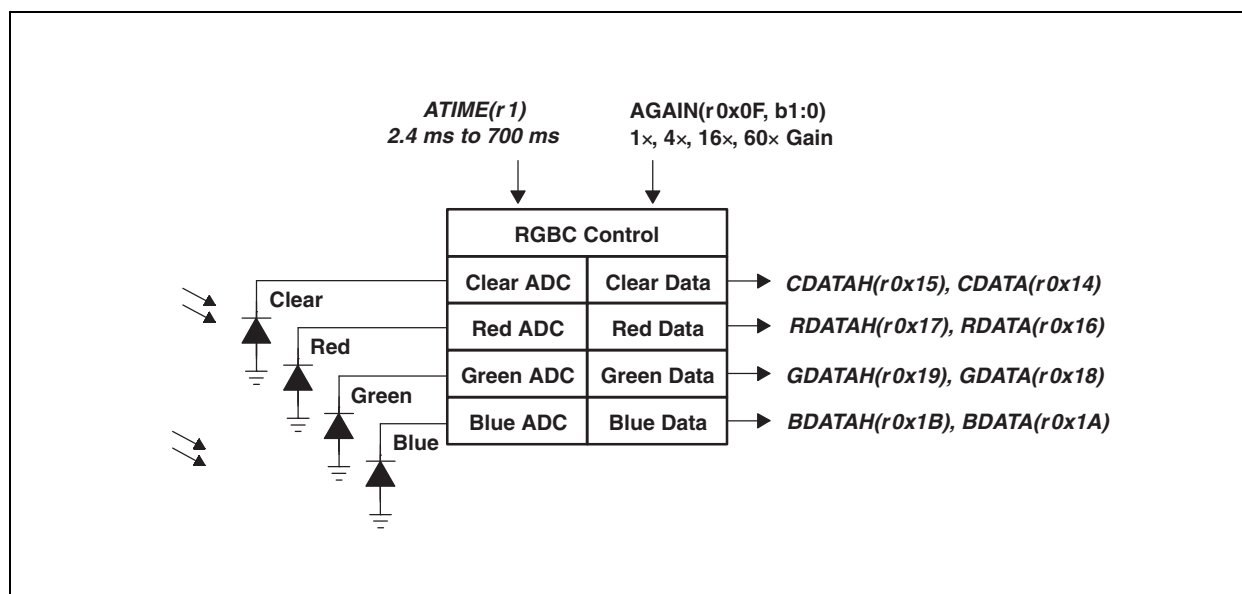 ATIME(r1)
2.4 ms to 700 ms
AGAIN(r0x0F, b1:0)
1×, 4×, 16×, 60× Gain
RGBC Control
Clear
Clear ADC
Clear Data
CDATAH(r0x15), CDATA(r0x14)
Red
Red ADC
Red Data
RDATAH(r0x17), RDATA(r0x16)
Green
Green ADC
Green Data
GDATAH(r0x19), GDATA(r0x18)
Blue
Blue ADC
Blue Data
BDATAH(r0x1B), BDATA(r0x1A)